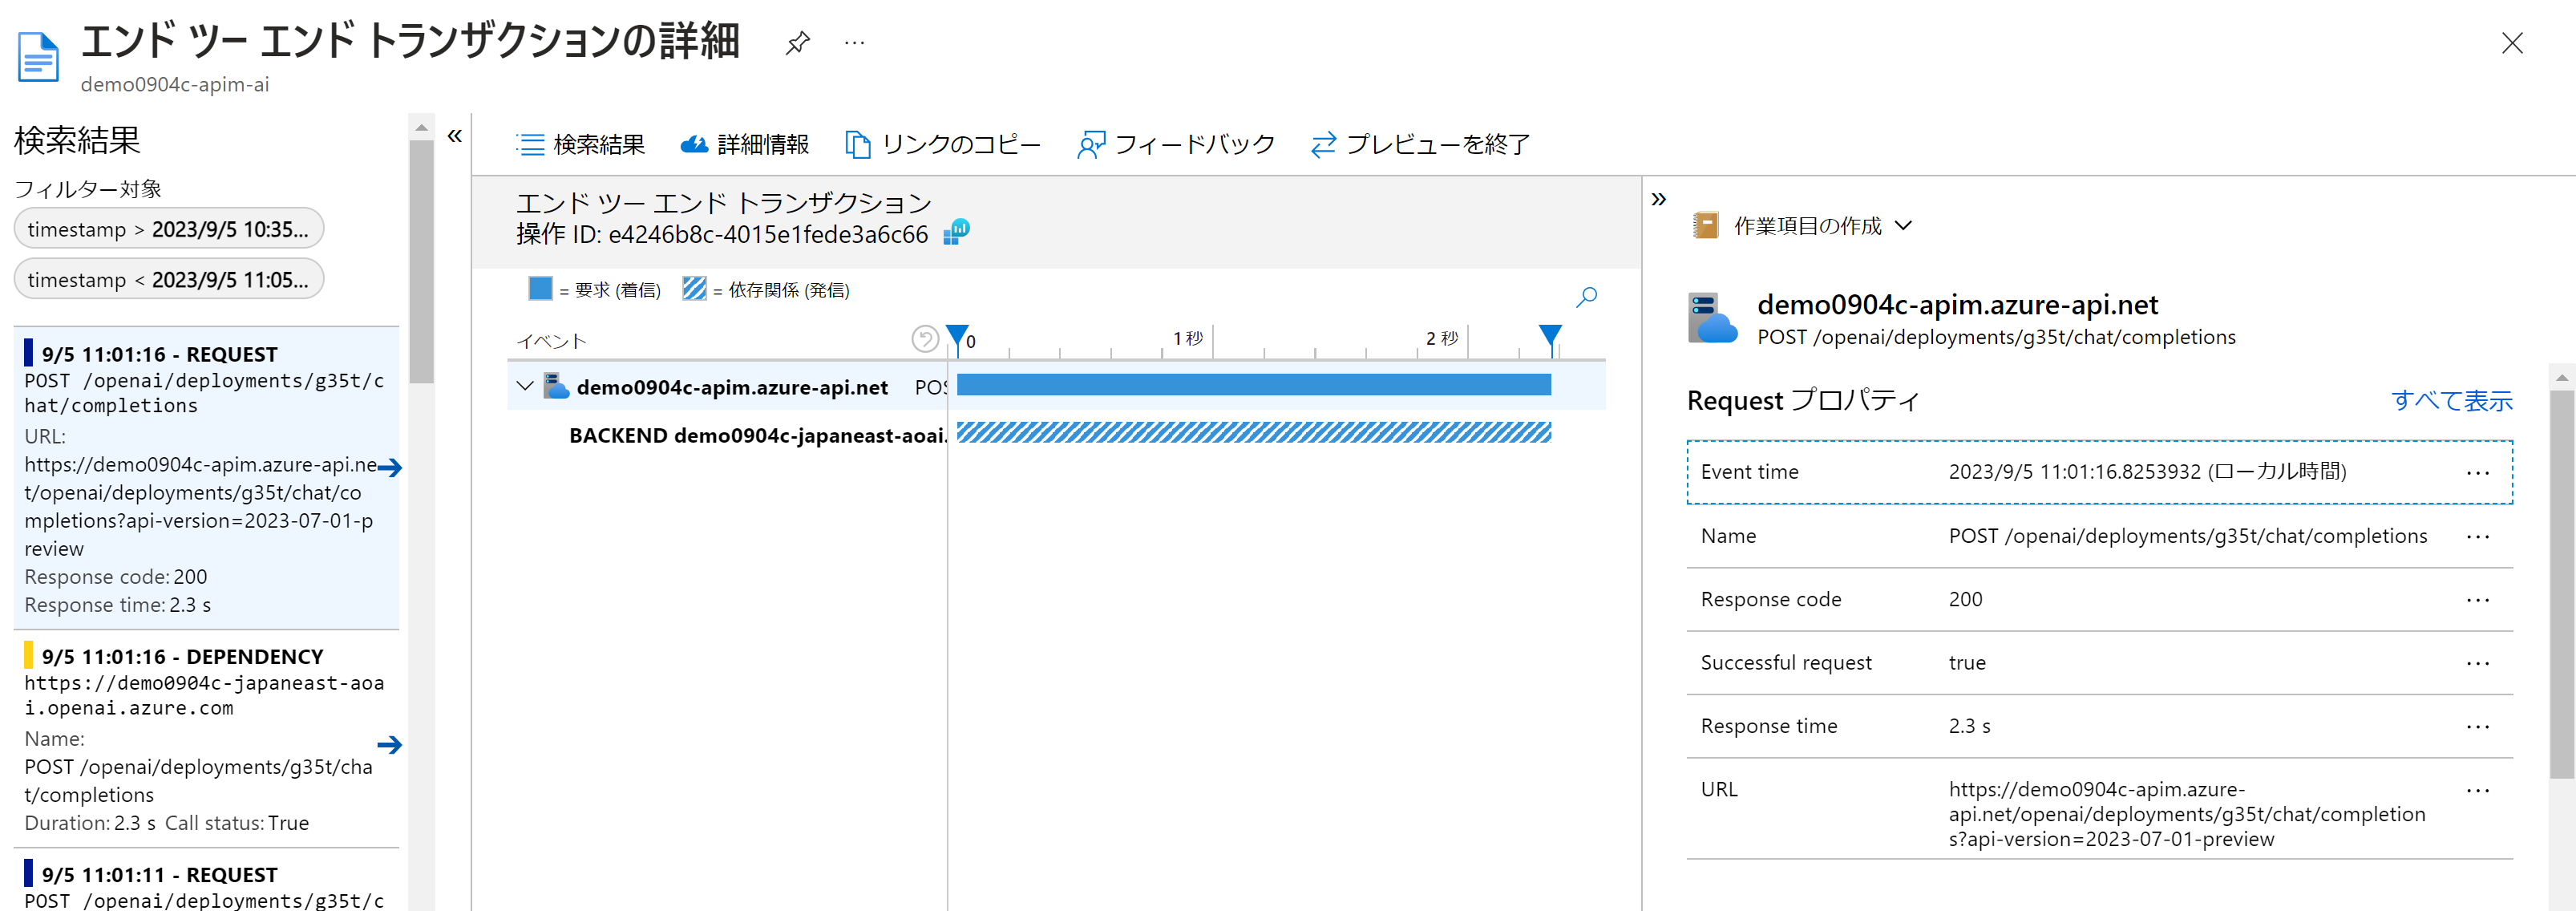 エンド ツー エンド トランザクションの詳細
demo0904c-apim-ai
検索結果
フィルター対象
timestamp > 2023/9/5 10:35...
timestamp < 2023/9/5 11:05...
9/5 11:01:16 - REQUEST
POST /openai/deployments/g35t/c
hat/completions
URL:
https://demo0904c-apim.azure-api.ne
t/openai/deployments/g35t/chat/co
mpletions?api-version=2023-07-01-p
review
Response code: 200
Response time: 2.3 s
9/5 11:01:16 - DEPENDENCY
https://demo0904c-japaneast-aoa
i.openai.azure.com
Name:
POST /openai/deployments/g35t/cha
t/completions
Duration: 2.3 s Call status: True
9/5 11:01:11 - REQUEST
POST /openai/deployments/g35t/c
検索結果
詳細情報
リンクのコピー
フィードバック
プレビューを終了
エンド ツー エンド トランザクション
操作 ID: e4246b8c-4015e1fede3a6c66
= 要求 (着信)
= 依存関係 (発信)
イベント
0
1 秒
2 秒
demo0904c-apim.azure-api.net POS
BACKEND demo0904c-japaneast-aoai.
作業項目の作成
demo0904c-apim.azure-api.net
POST /openai/deployments/g35t/chat/completions
Request プロパティ
すべて表示
Event time 2023/9/5 11:01:16.8253932 (ローカル時間) ...
Name POST /openai/deployments/g35t/chat/completions ...
Response code 200 ...
Successful request true ...
Response time 2.3 s ...
URL https://demo0904c-apim.azure- ...
api.net/openai/deployments/g35t/chat/completion
s?api-version=2023-07-01-preview